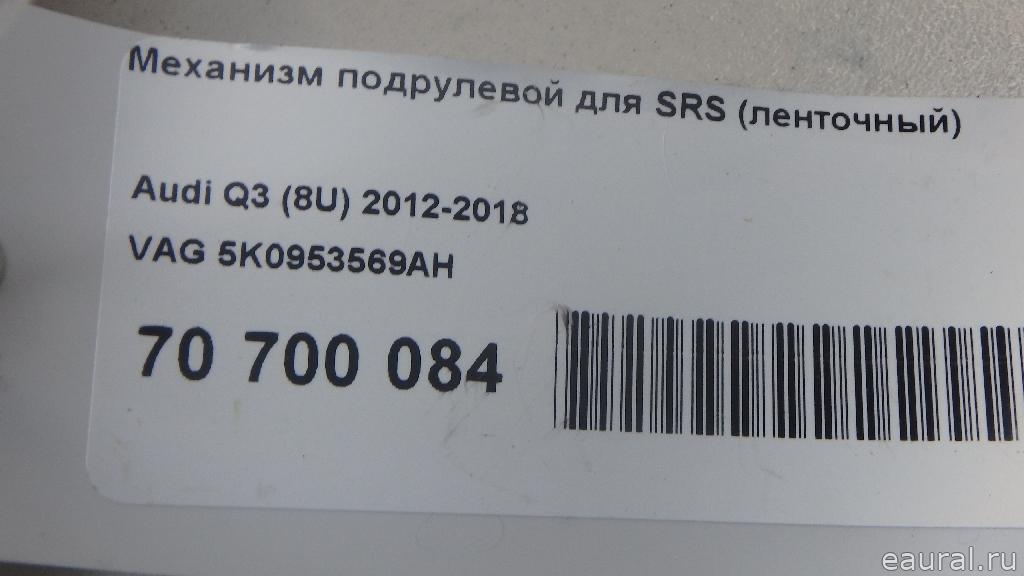 Механизм подрулевой для SRS (ленточный)
Audi Q3 (8U) 2012-2018
VAG 5K0953569AH
70 700 084
eaural.ru